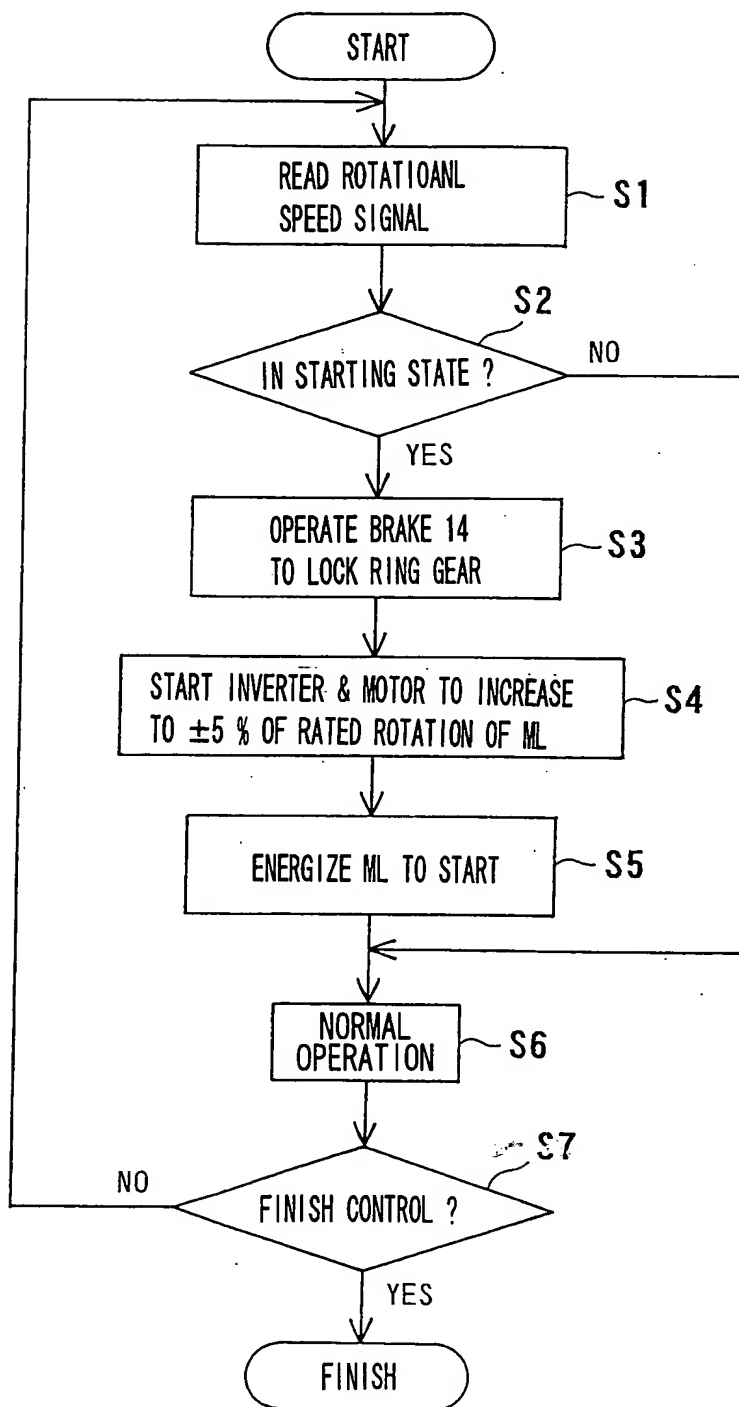 START
READ ROTATIOANL
SPEED SIGNAL
S1
S2
IN STARTING STATE ?
NO
YES
OPERATE BRAKE 14
TO LOCK RING GEAR
S3
START INVERTER & MOTOR TO INCREASE
TO ±5 % OF RATED ROTATION OF ML
S4
ENERGIZE ML TO START
S5
NORMAL
OPERATION
S6
S7
NO
FINISH CONTROL ?
YES
FINISH